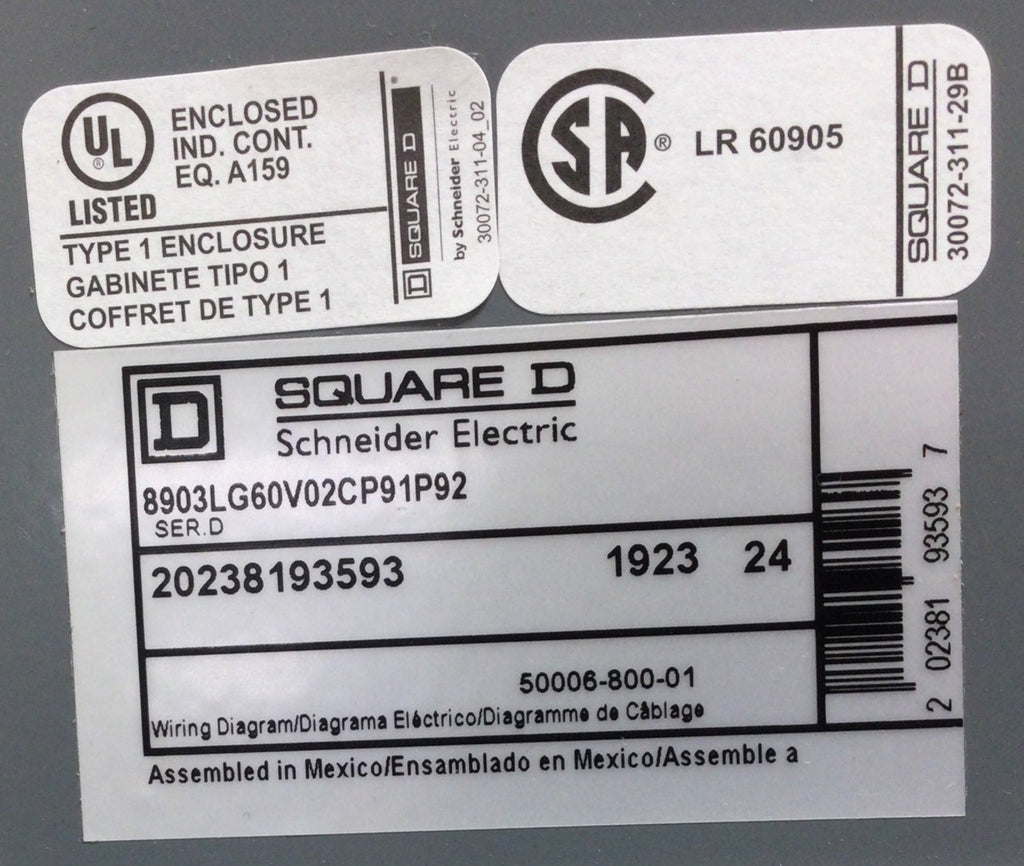 UL
®
LISTED
ENCLOSED
IND. CONT.
EQ. A159
TYPE 1 ENCLOSURE
GABINETE TIPO 1
COFFRET DE TYPE 1
D SQUARE D
®
by Schneider Electric
30072-311-04_02
SA
®
LR 60905
SQUARE D
30072-311-29B
D
SQUARE D
Schneider Electric
8903LG60V02CP91P92
SER.D
20238193593 1923 24
50006-800-01
Wiring Diagram/Diagrama Eléctrico/Diagramme de Câblage
Assembled in Mexico/Ensamblado en Mexico/Assemble a
2 02381 93593 7